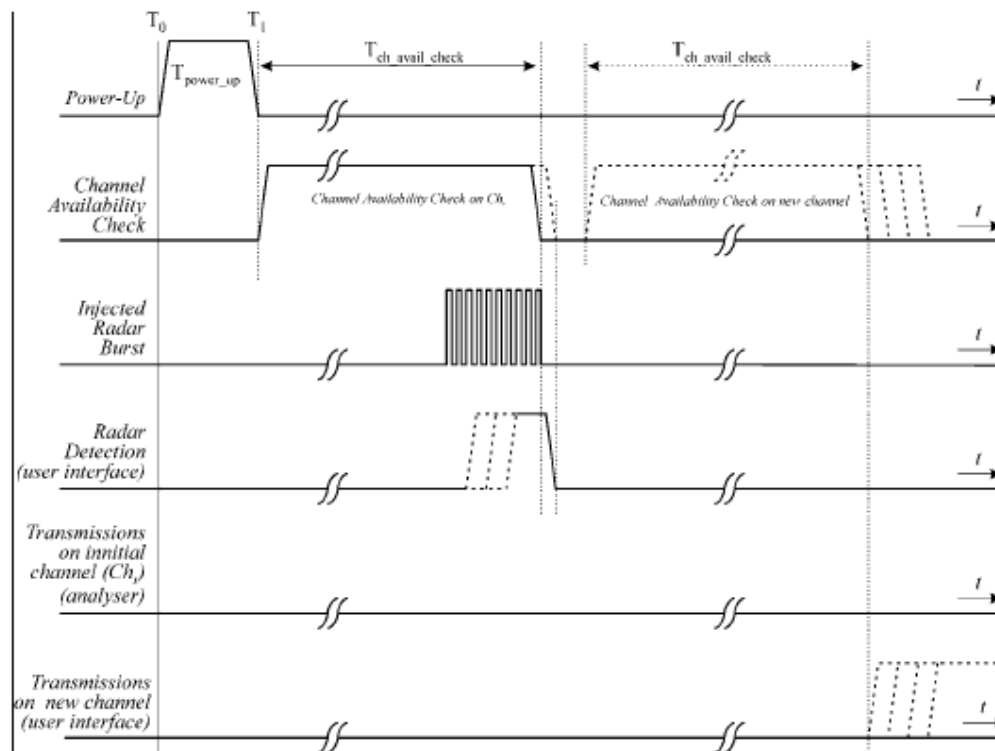 T0 T1
Tpower_up
Tch_avail_check
Tch_avail_check
Power-Up
t
Channel
Availability
Check
Channel Availability Check on Chr
Channel Availability Check on new channel
t
Injected
Radar
Burst
t
Radar
Detection
(user interface)
t
Transmissions
on innitial
channel (Chr)
(analyser)
t
Transmissions
on new channel
(user interface)
t